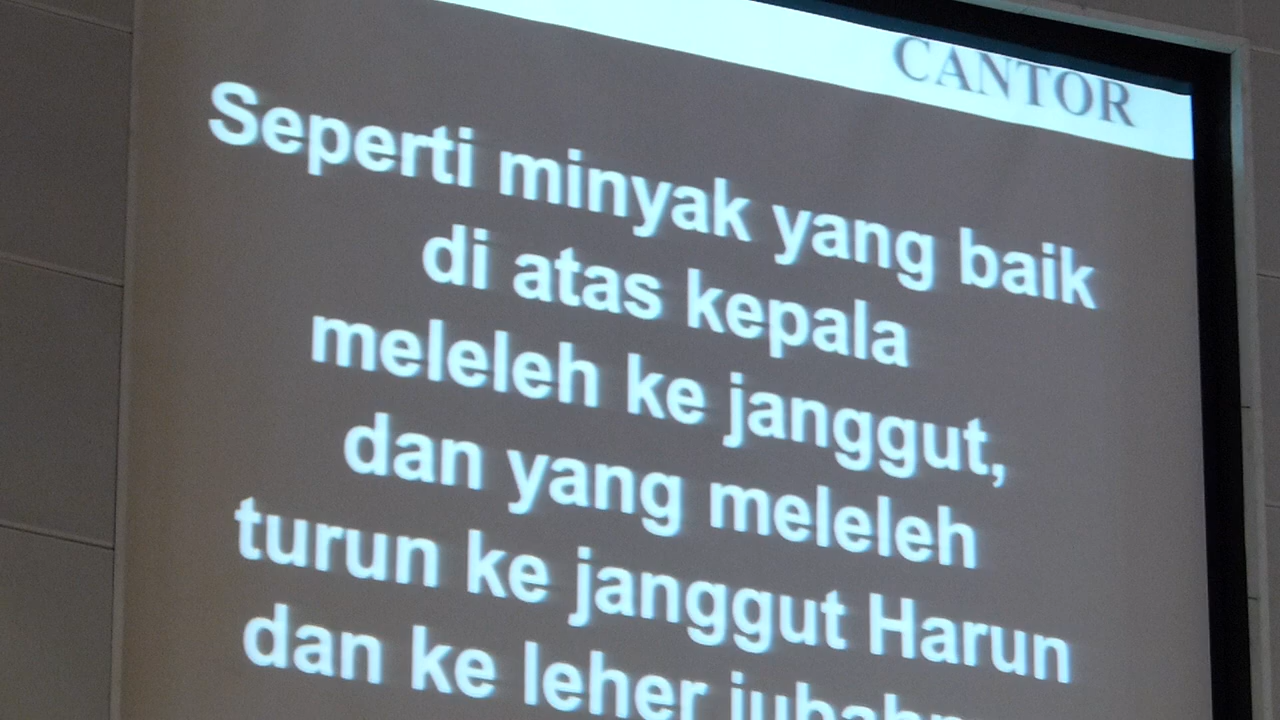 CANTOR
Seperti minyak yang baik
di atas kepala
meleleh ke janggut,
dan yang meleleh
turun ke janggut Harun
dan ke leher